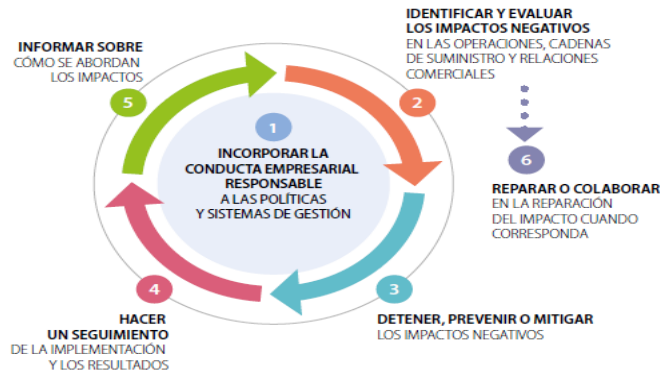 1
INCORPORAR LA
CONDUCTA EMPRESARIAL
RESPONSABLE
A LAS POLÍTICAS
Y SISTEMAS DE GESTIÓN
IDENTIFICAR Y EVALUAR
LOS IMPACTOS NEGATIVOS
EN LAS OPERACIONES, CADENAS
DE SUMINISTRO Y RELACIONES
COMERCIALES
2
3
DETENER, PREVENIR O MITIGAR
LOS IMPACTOS NEGATIVOS
4
HACER
UN SEGUIMIENTO
DE LA IMPLEMENTACIÓN
Y LOS RESULTADOS
INFORMAR SOBRE
CÓMO SE ABORDAN
LOS IMPACTOS
5
6
REPARAR O COLABORAR
EN LA REPARACIÓN
DEL IMPACTO CUANDO
CORRESPONDA